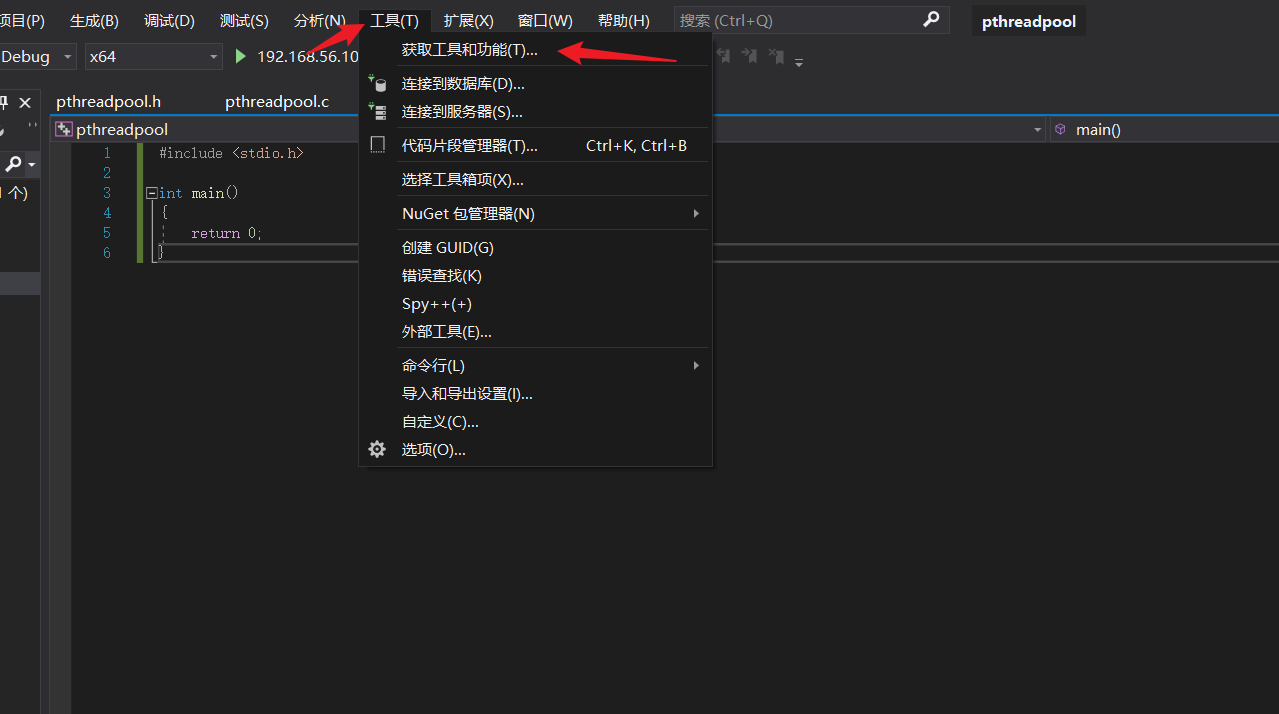 项目(P) 生成(B) 调试(D) 测试(S) 分析(N) 工具(T) 扩展(X) 窗口(W) 帮助(H) 搜索 (Ctrl+Q) pthreadpool
Debug x64 192.168.56.10
获取工具和功能(T)...
连接到数据库(D)...
连接到服务器(S)...
代码片段管理器(T)... Ctrl+K, Ctrl+B
选择工具箱项(X)...
NuGet 包管理器(N)
创建 GUID(G)
错误查找(K)
Spy++(+)
外部工具(E)...
命令行(L)
导入和导出设置(I)...
自定义(C)...
选项(O)...
pthreadpool.h pthreadpool.c
pthreadpool main()
个)
1 #include <stdio.h>
2
3 int main()
4 {
5 return 0;
6 }